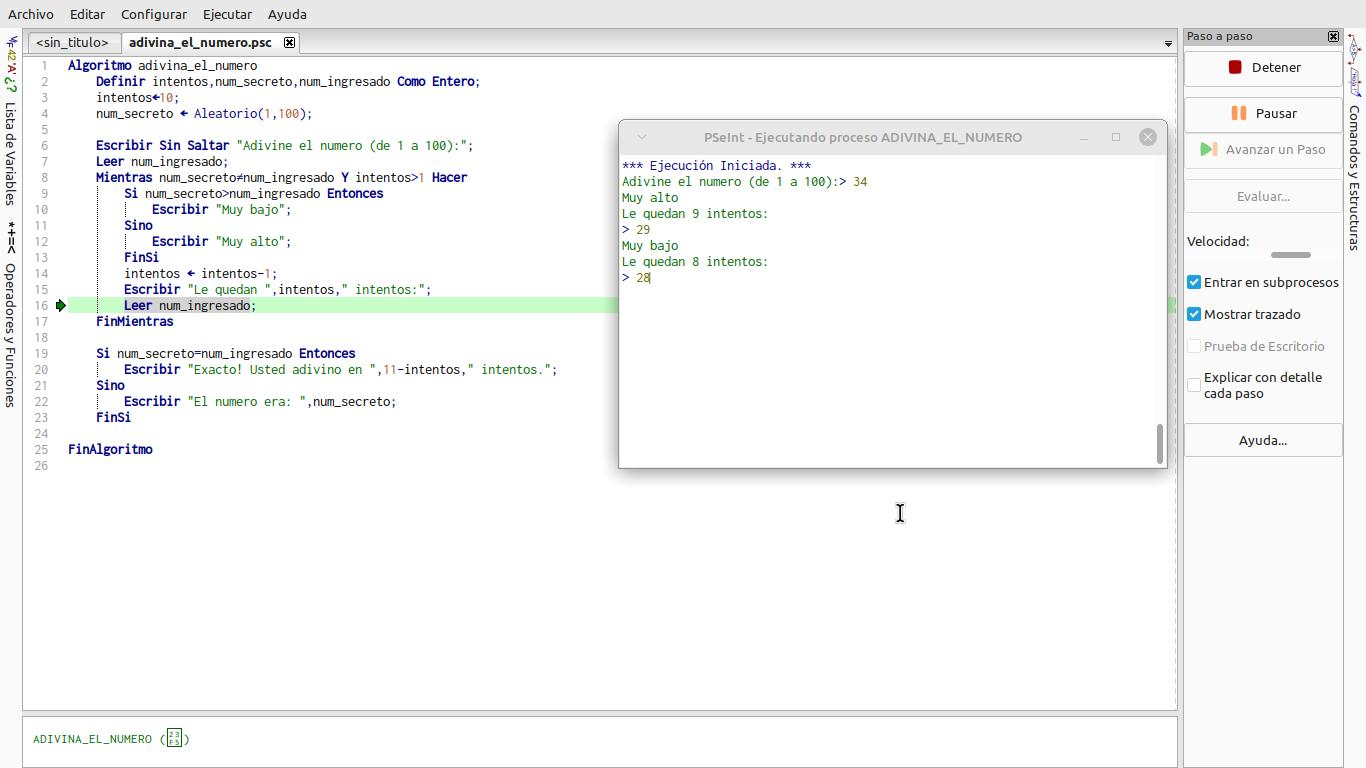 Archivo Editar Configurar Ejecutar Ayuda
<sin_titulo> adivina_el_numero.psc
Lista de Variables
*+=< Operadores y Funciones
1 Algoritmo adivina_el_numero
2 Definir intentos,num_secreto,num_ingresado Como Entero;
3 intentos←10;
4 num_secreto ← Aleatorio(1,100);
5
6 Escribir Sin Saltar "Adivine el numero (de 1 a 100):";
7 Leer num_ingresado;
8 Mientras num_secreto≠num_ingresado Y intentos>1 Hacer
9 Si num_secreto>num_ingresado Entonces
10 Escribir "Muy bajo";
11 Sino
12 Escribir "Muy alto";
13 FinSi
14 intentos ← intentos-1;
15 Escribir "Le quedan ",intentos," intentos:";
16 Leer num_ingresado;
17 FinMientras
18
19 Si num_secreto=num_ingresado Entonces
20 Escribir "Exacto! Usted adivino en ",11-intentos," intentos.";
21 Sino
22 Escribir "El numero era: ",num_secreto;
23 FinSi
24
25 FinAlgoritmo
26
PSeInt - Ejecutando proceso ADIVINA_EL_NUMERO
*** Ejecución Iniciada. ***
Adivine el numero (de 1 a 100):> 34
Muy alto
Le quedan 9 intentos:
> 29
Muy bajo
Le quedan 8 intentos:
> 28
Paso a paso
Detener
Pausar
Avanzar un Paso
Evaluar...
Velocidad:
Entrar en subprocesos
Mostrar trazado
Prueba de Escritorio
Explicar con detalle
cada paso
Ayuda...
Comandos y Estructuras
ADIVINA_EL_NUMERO ()